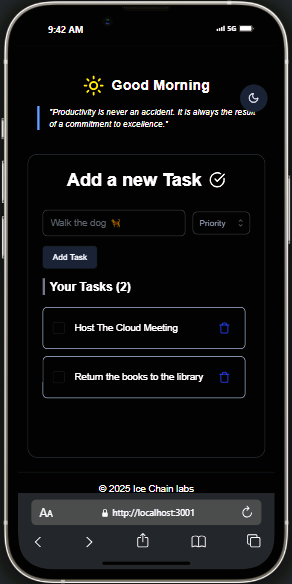 9:42 AM
5G
Good Morning
"Productivity is never an accident. It is always the result
of a commitment to excellence."
Add a new Task
Walk the dog 🐕
Priority
Add Task
Your Tasks (2)
Host The Cloud Meeting
Return the books to the library
© 2025 Ice Chain labs
AA
http://localhost:3001